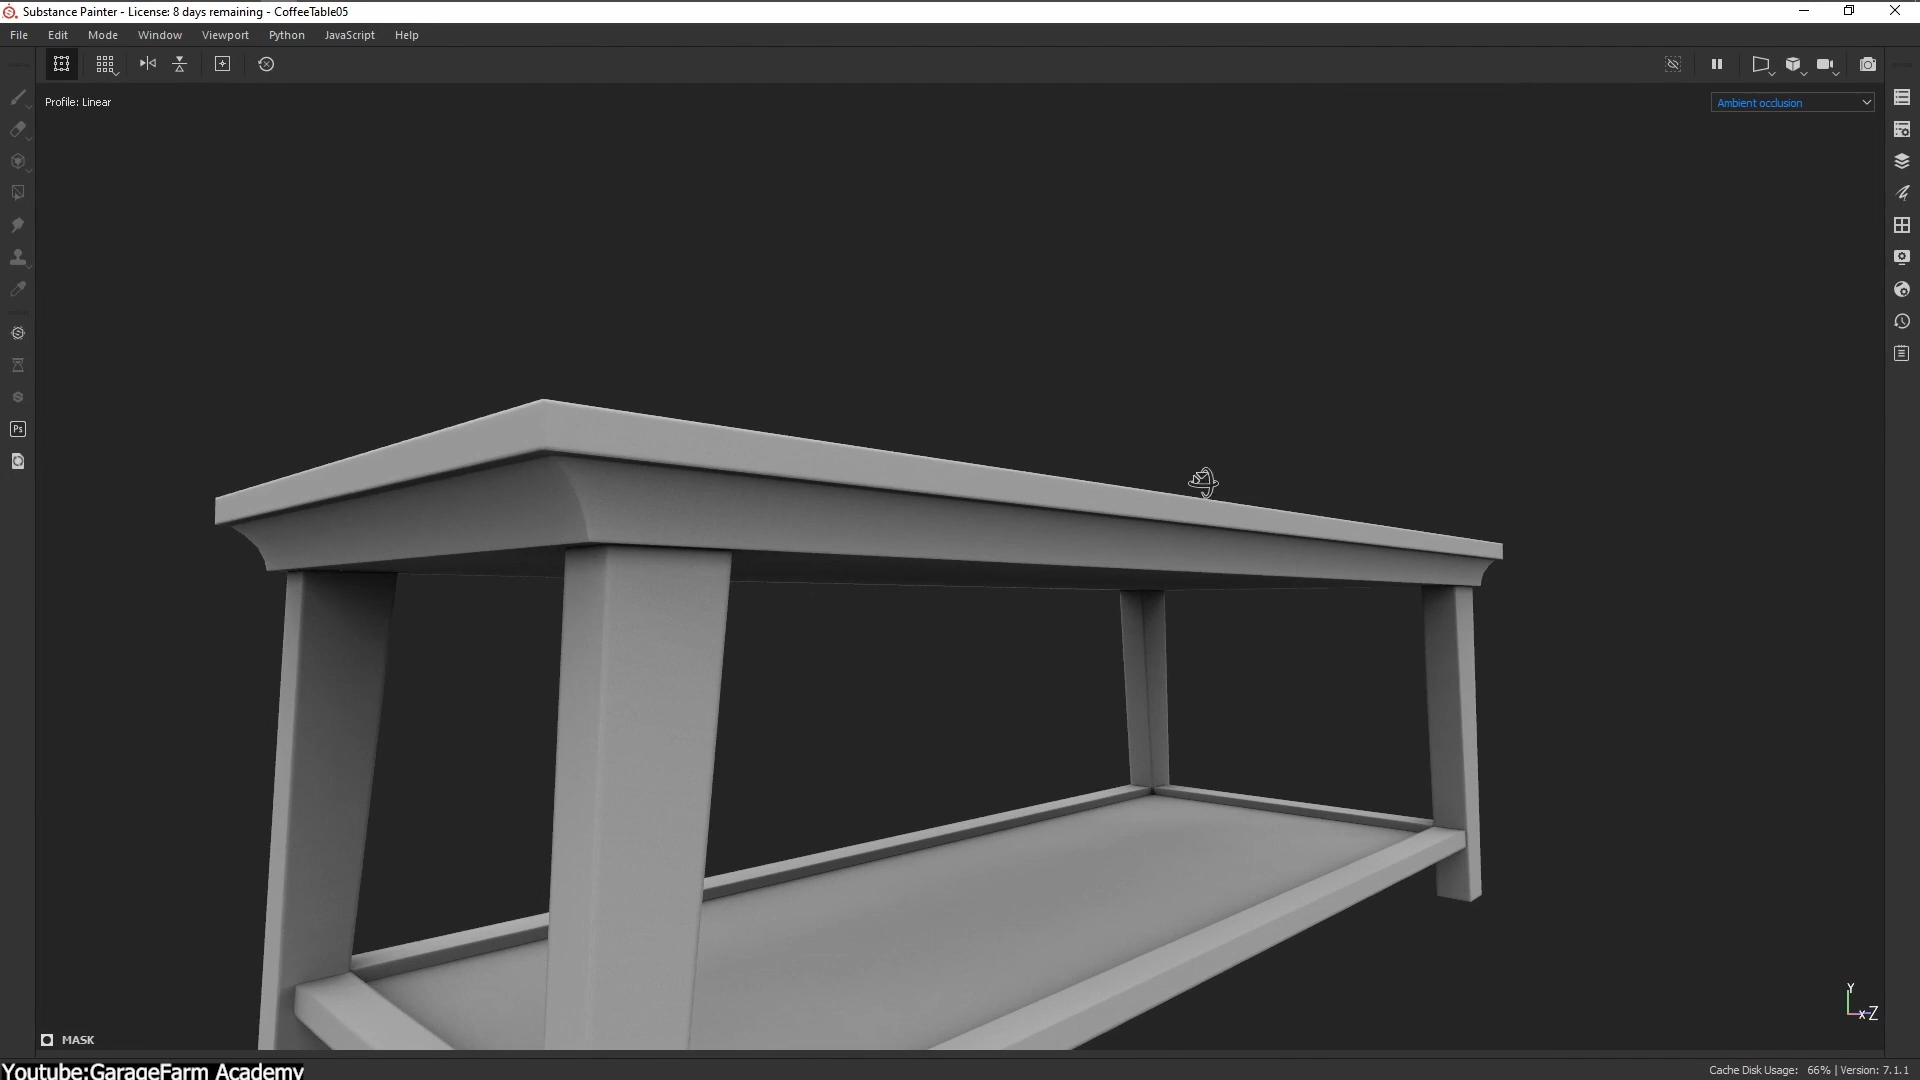 Substance Painter - License: 8 days remaining - CoffeeTable05
File Edit Mode Window Viewport Python JavaScript Help
Profile: Linear
Ambient occlusion
Ps
Y
X Z
MASK
Youtube:GarageFarm Academy
Cache Disk Usage: 66% | Version: 7.1.1